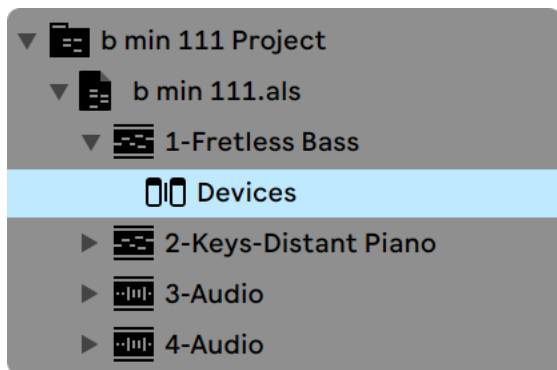 b min 111 Project
b min 111.als
1-Fretless Bass
Devices
2-Keys-Distant Piano
3-Audio
4-Audio